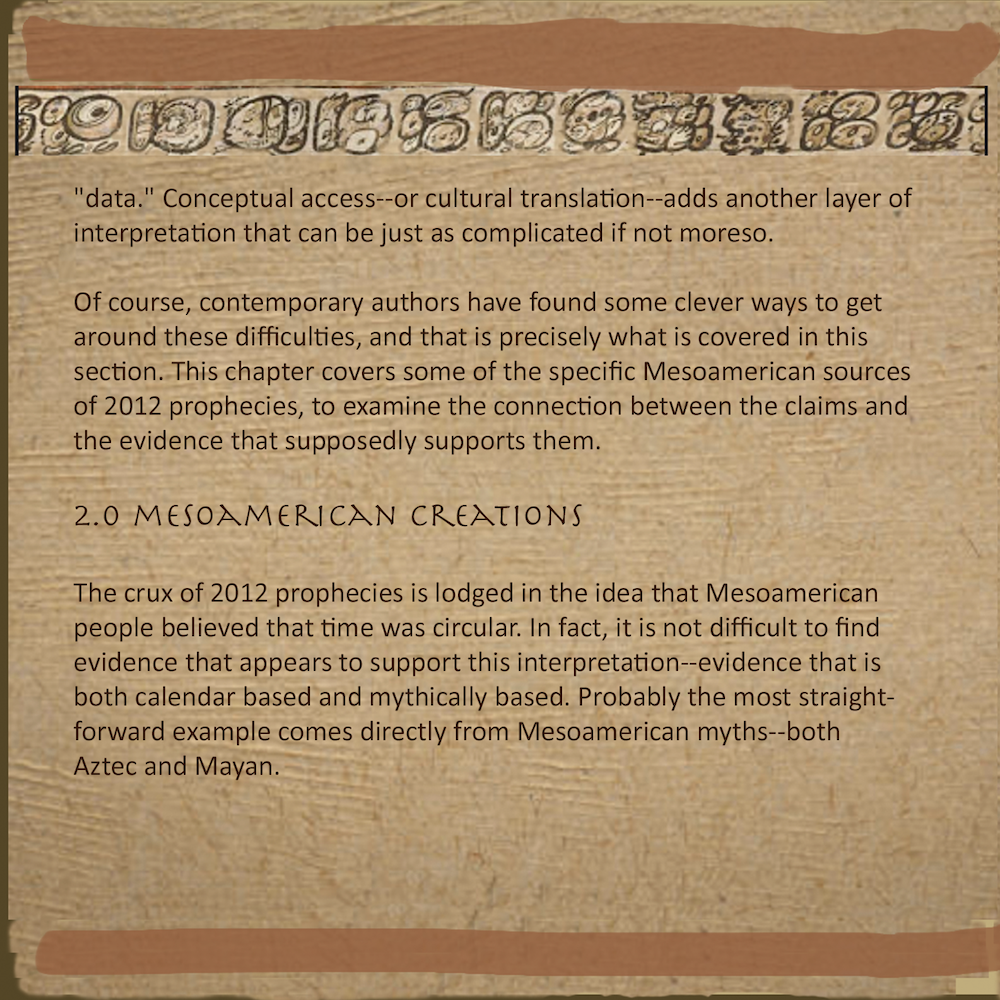 "data." Conceptual access--or cultural translation--adds another layer of
interpretation that can be just as complicated if not moreso.
Of course, contemporary authors have found some clever ways to get
around these difficulties, and that is precisely what is covered in this
section. This chapter covers some of the specific Mesoamerican sources
of 2012 prophecies, to examine the connection between the claims and
the evidence that supposedly supports them.
2.0 MESOAMERICAN CREATIONS
The crux of 2012 prophecies is lodged in the idea that Mesoamerican
people believed that time was circular. In fact, it is not difficult to find
evidence that appears to support this interpretation--evidence that is
both calendar based and mythically based. Probably the most straight-
forward example comes directly from Mesoamerican myths--both
Aztec and Mayan.